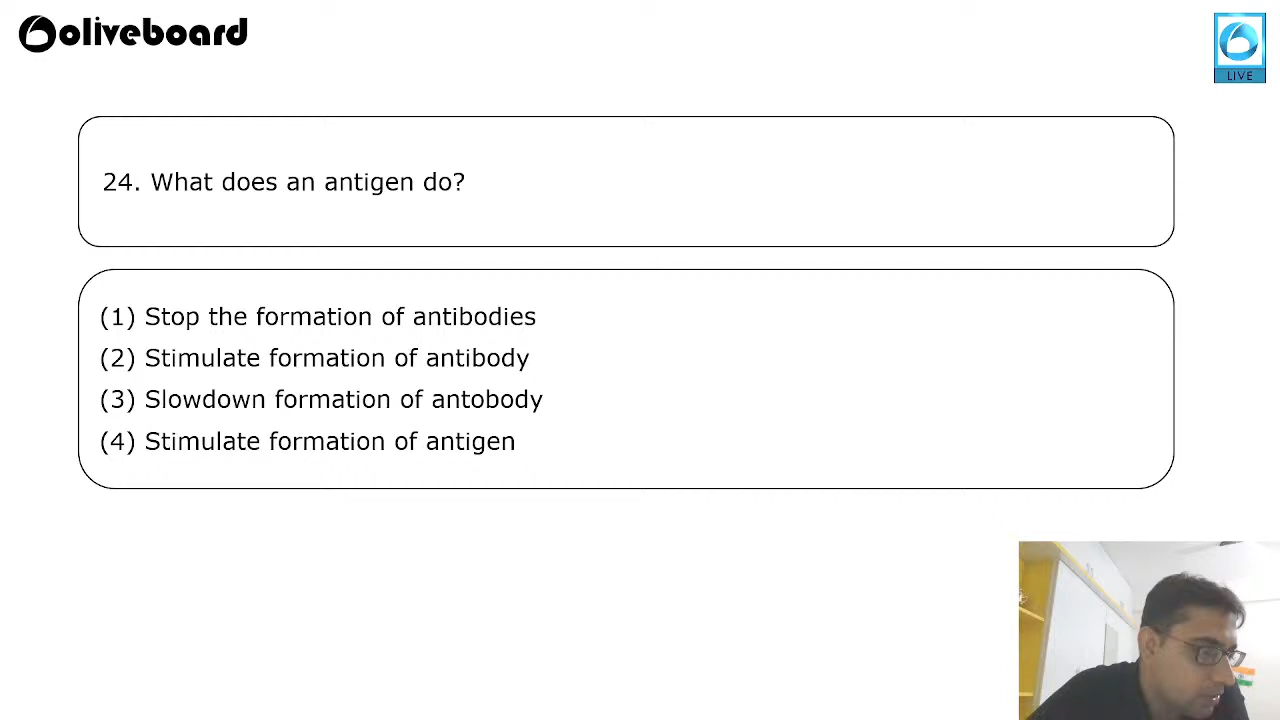 oliveboard
LIVE
24. What does an antigen do?
(1) Stop the formation of antibodies
(2) Stimulate formation of antibody
(3) Slowdown formation of antobody
(4) Stimulate formation of antigen